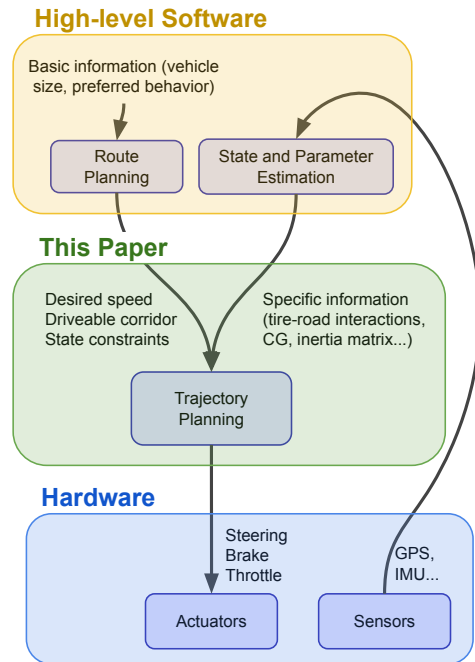 High-level Software
Basic information (vehicle
size, preferred behavior)
Route
Planning
State and Parameter
Estimation
This Paper
Desired speed
Driveable corridor
State constraints
Specific information
(tire-road interactions,
CG, inertia matrix...)
Trajectory
Planning
Hardware
Steering
Brake
Throttle
GPS,
IMU...
Actuators
Sensors